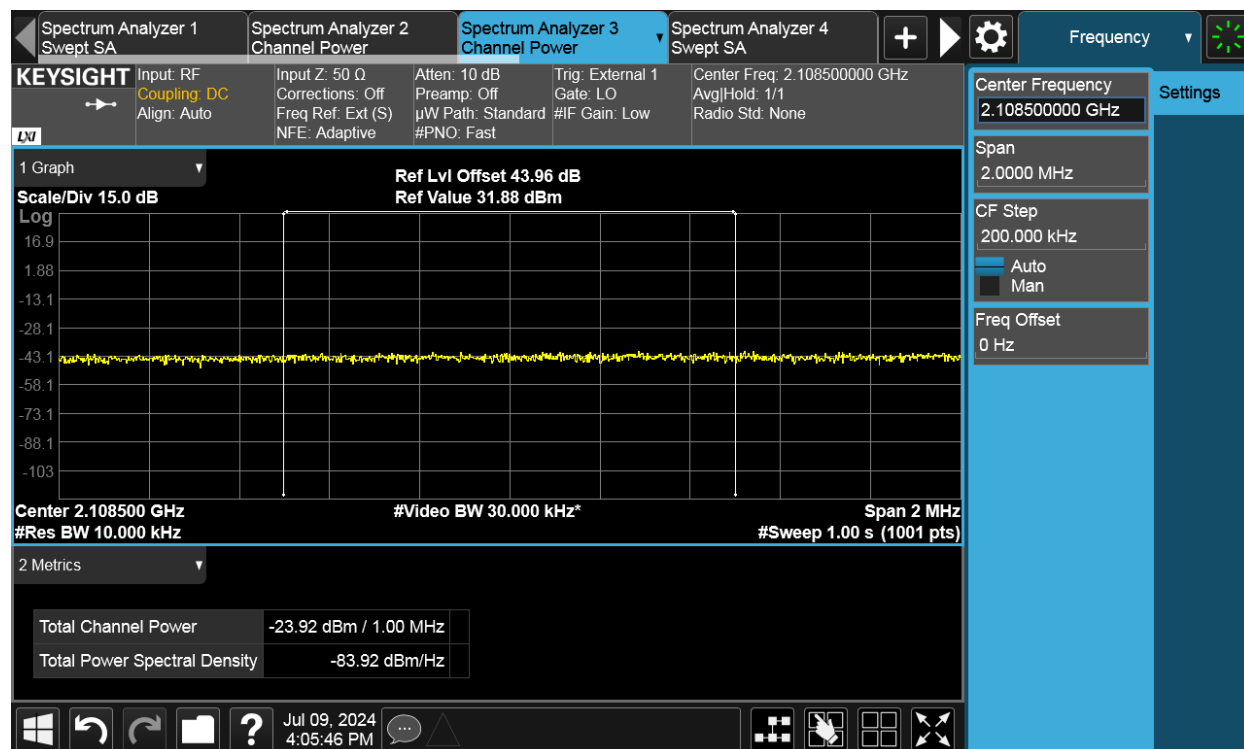 Spectrum Analyzer 1
Swept SA
Spectrum Analyzer 2
Channel Power
Spectrum Analyzer 3
Channel Power
Spectrum Analyzer 4
Swept SA
Frequency
KEYSIGHT
LXI
Input: RF
Coupling: DC
Align: Auto
Input Z: 50 Ω
Corrections: Off
Freq Ref: Ext (S)
NFE: Adaptive
Atten: 10 dB
Preamp: Off
µW Path: Standard
#PNO: Fast
Trig: External 1
Gate: LO
#IF Gain: Low
Center Freq: 2.108500000 GHz
Avg|Hold: 1/1
Radio Std: None
Center Frequency
2.108500000 GHz
Settings
Span
2.0000 MHz
CF Step
200.000 kHz
Auto
Man
Freq Offset
0 Hz
1 Graph
Scale/Div 15.0 dB
Ref Lvl Offset 43.96 dB
Ref Value 31.88 dBm
Log
16.9
1.88
-13.1
-28.1
-43.1
-58.1
-73.1
-88.1
-103
Center 2.108500 GHz
#Res BW 10.000 kHz
#Video BW 30.000 kHz*
Span 2 MHz
#Sweep 1.00 s (1001 pts)
2 Metrics
Total Channel Power -23.92 dBm / 1.00 MHz
Total Power Spectral Density -83.92 dBm/Hz
?
Jul 09, 2024
4:05:46 PM